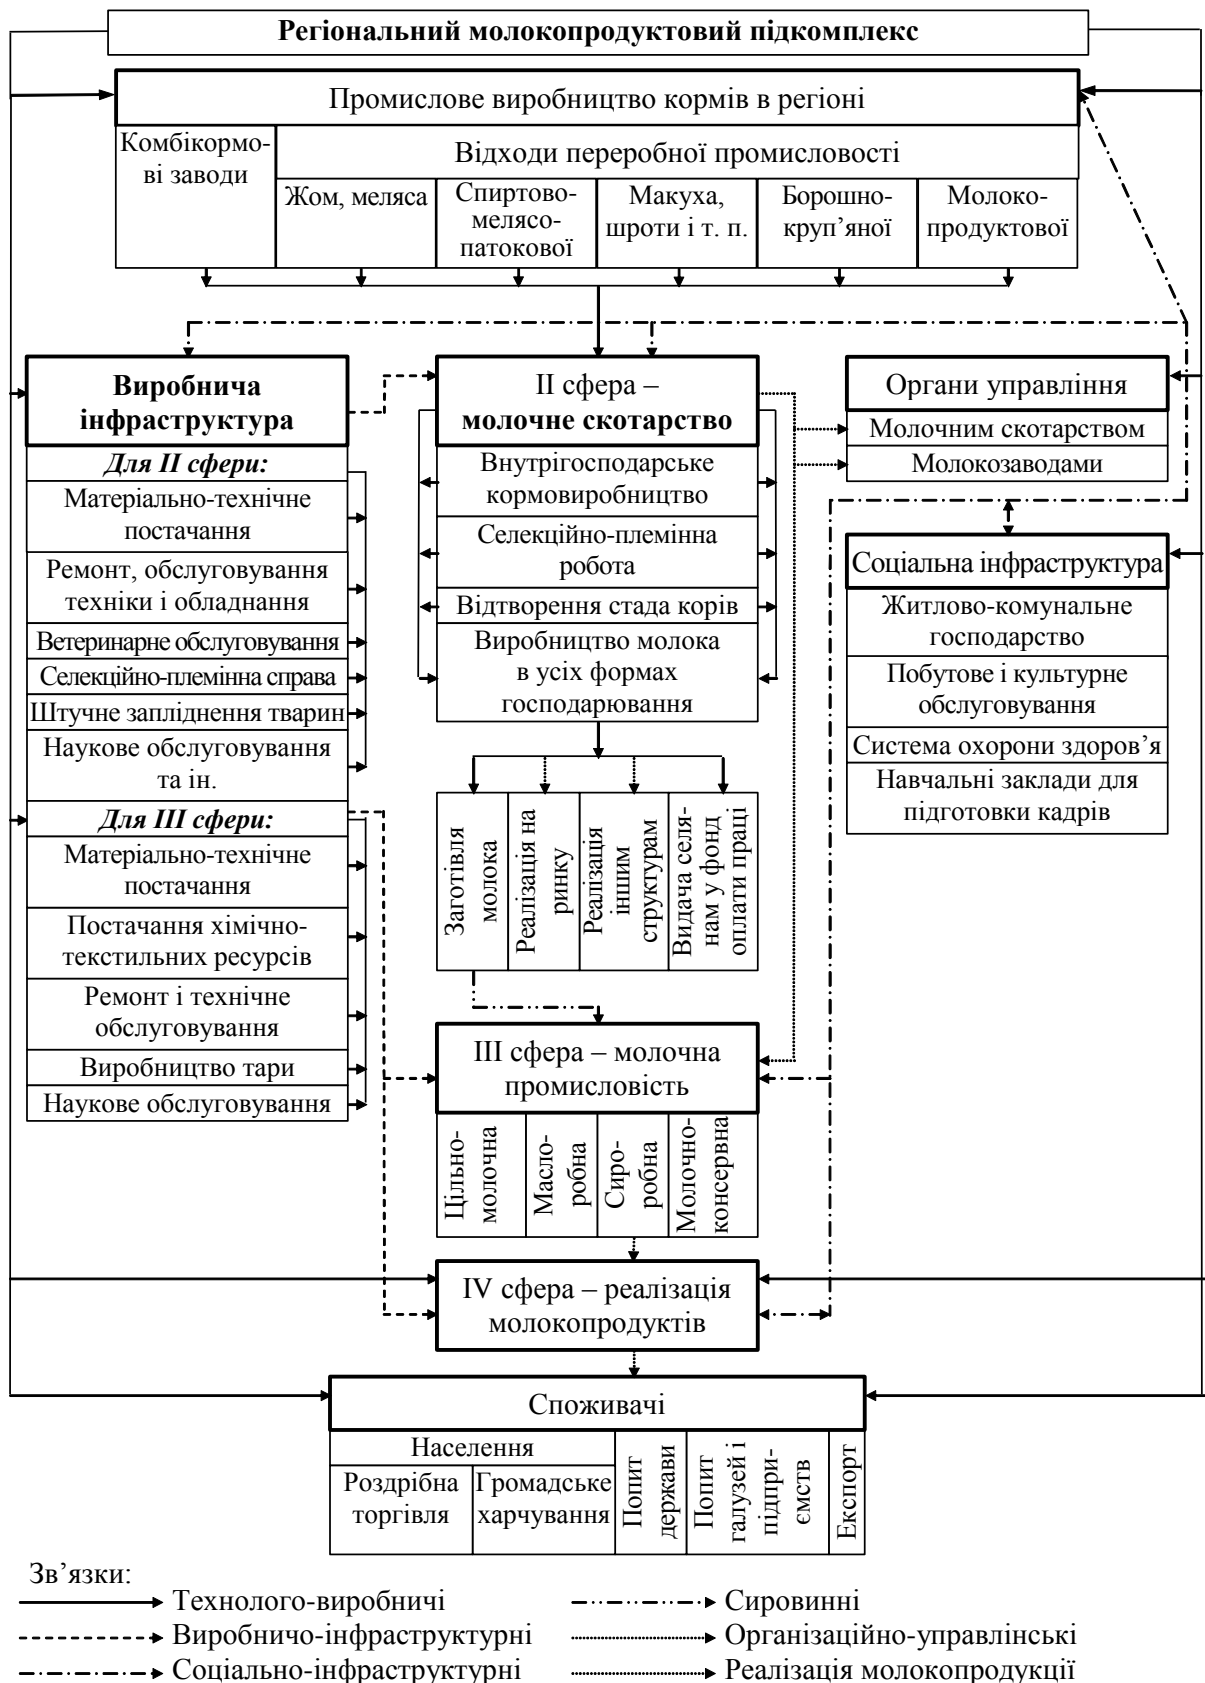 Регіональний молокопродуктовий підкомплекс
Промислове виробництво кормів в регіоні
Комбікормо-
ві заводи
Відходи переробної промисловості
Жом, меляса
Спиртово-
мелясо-
патокової
Макуха,
шроти і т. п.
Борошно-
круп’яної
Молоко-
продуктової
Виробнича
інфраструктура
Для ІІ сфери:
Матеріально-технічне
постачання
Ремонт, обслуговування
техніки і обладнання
Ветеринарне обслуговування
Селекційно-племінна справа
Штучне запліднення тварин
Наукове обслуговування
та ін.
Для ІІІ сфери:
Матеріально-технічне
постачання
Постачання хімічно-
текстильних ресурсів
Ремонт і технічне
обслуговування
Виробництво тари
Наукове обслуговування
ІІ сфера –
молочне скотарство
Внутрігосподарське
кормовиробництво
Селекційно-племінна
робота
Відтворення стада корів
Виробництво молока
в усіх формах
господарювання
Заготівля
молока
Реалізація на
ринку
Реалізація
іншим
структурам
Видача селя-
нам у фонд
оплати праці
ІІІ сфера – молочна
промисловість
Цільно-
молочна
Масло-
робна
Сиро-
робна
Молочно-
консервна
IV сфера – реалізація
молокопродуктів
Органи управління
Молочним скотарством
Молокозаводами
Соціальна інфраструктура
Житлово-комунальне
господарство
Побутове і культурне
обслуговування
Система охорони здоров’я
Навчальні заклади для
підготовки кадрів
Споживачі
Населення
Роздрібна
торгівля
Громадське
харчування
Попит
держави
Попит
галузей і
підпри-
ємств
Експорт
Зв’язки:
Технолого-виробничі
Виробничо-інфраструктурні
Соціально-інфраструктурні
Сировинні
Організаційно-управлінські
Реалізація молокопродукції